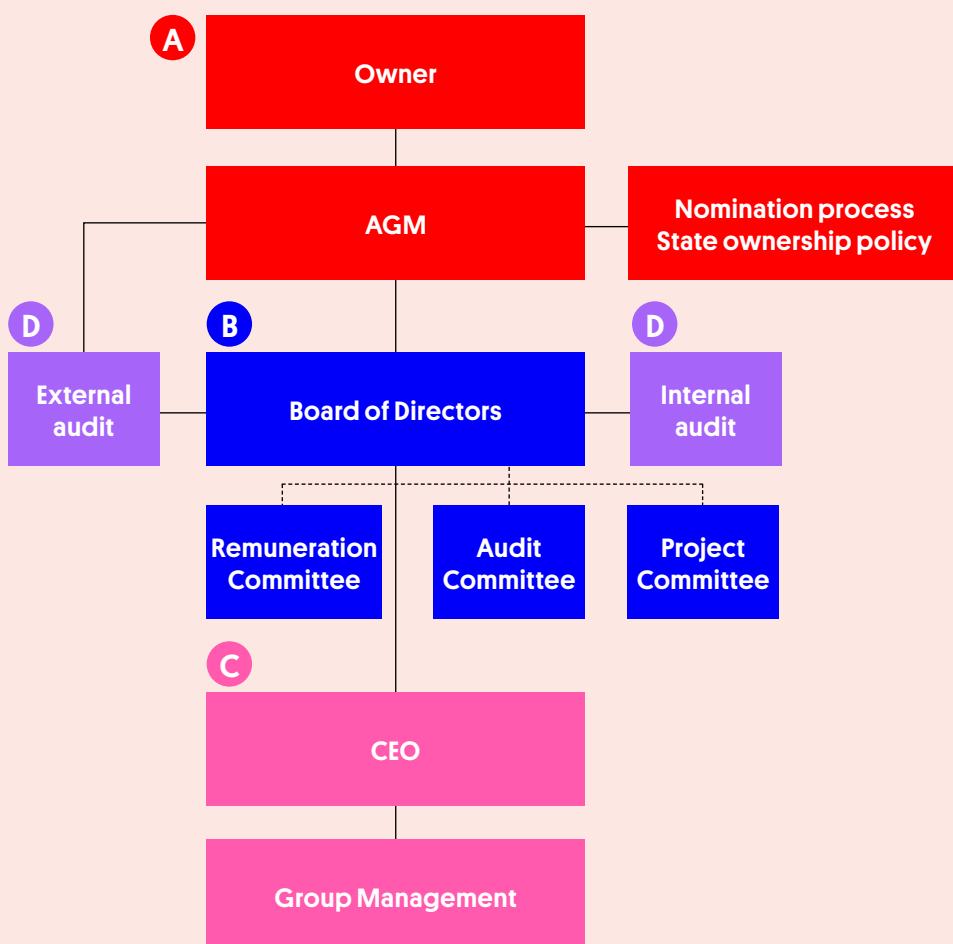 A
Owner
AGM
Nomination process
State ownership policy
D
B
D
External
audit
Board of Directors
Internal
audit
Remuneration
Committee
Audit
Committee
Project
Committee
C
CEO
Group Management